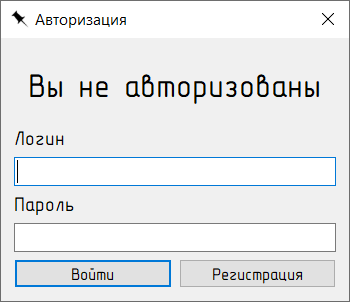 Авторизация
Вы не авторизованы
Логин
Пароль
Войти
Регистрация